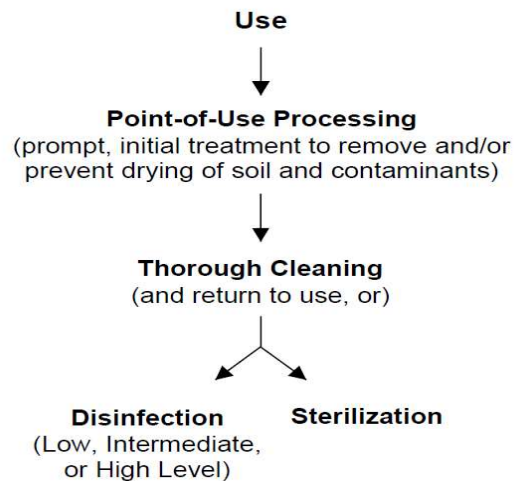 Use
Point-of-Use Processing
(prompt, initial treatment to remove and/or
prevent drying of soil and contaminants)
Thorough Cleaning
(and return to use, or)
Disinfection
(Low, Intermediate,
or High Level)
Sterilization